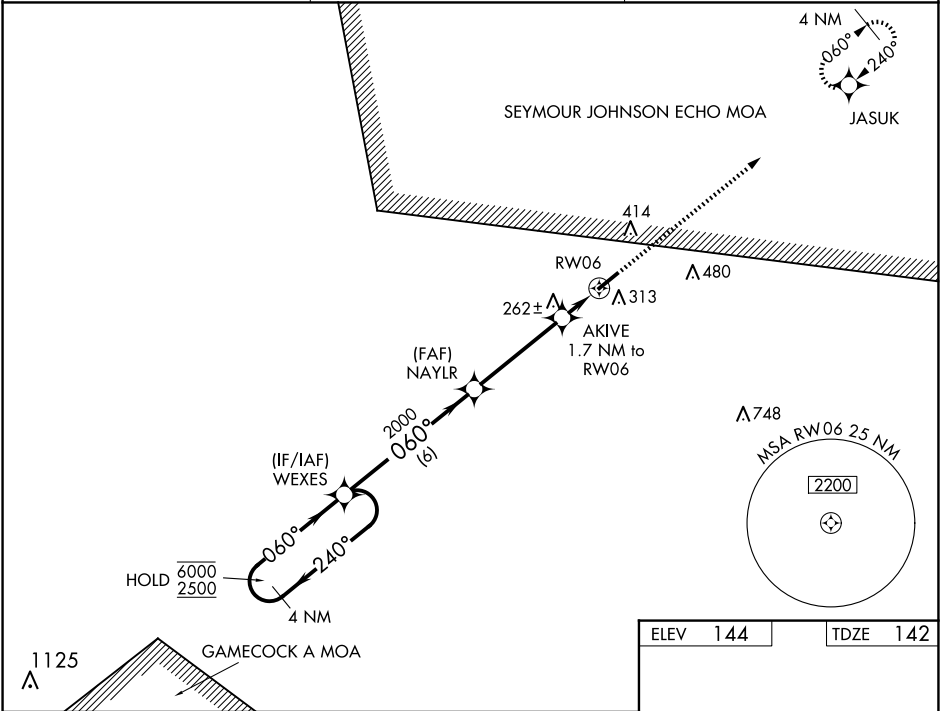 4 NM
060°
240°
JASUK
SEYMOUR JOHNSON ECHO MOA
414
RW06
480
313
262±
AKIVE
1.7 NM to
RW06
(FAF)
NAYLR
2000
060°
(6)
748
MSA RW06 25 NM
2200
(IF/IAF)
WEXES
060°
240°
HOLD 6000
2500
4 NM
ELEV 144
TDZE 142
GAMECOCK A MOA
1125